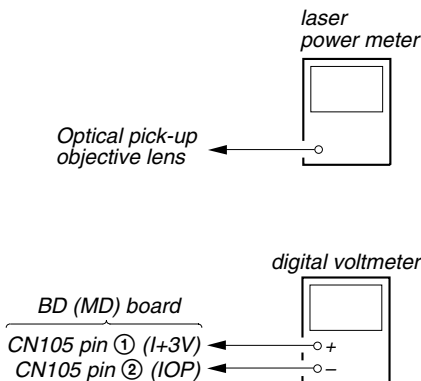 laser
power meter
Optical pick-up
objective lens
digital voltmeter
BD (MD) board
CN105 pin ① (I+3V)
+
CN105 pin ② (IOP)
–